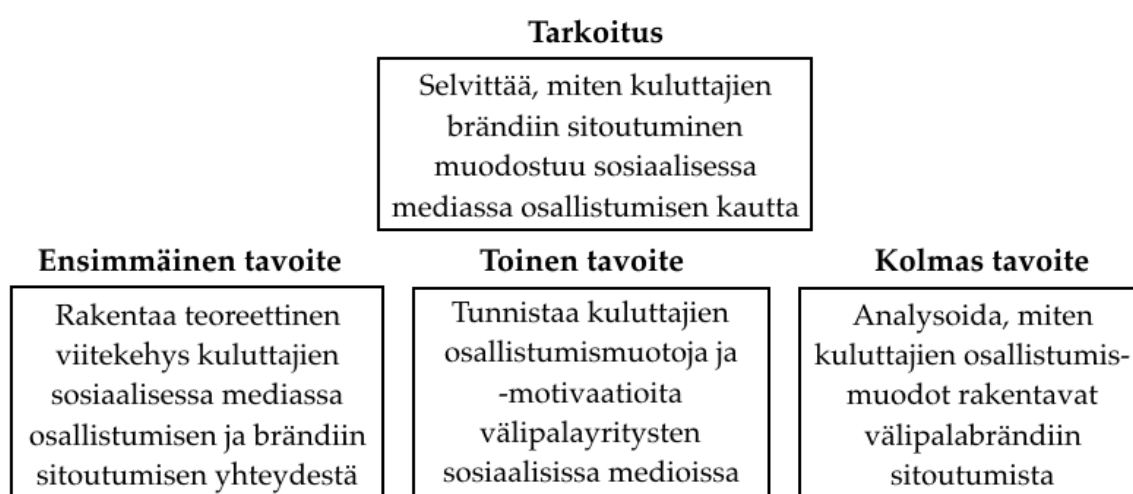 Tarkoitus
Selvittää, miten kuluttajien
brändiin sitoutuminen
muodostuu sosiaalisessa
mediassa osallistumisen kautta
Ensimmäinen tavoite
Rakentaa teoreettinen
viitekehys kuluttajien
sosiaalisessa mediassa
osallistumisen ja brändiin
sitoutumisen yhteydestä
Toinen tavoite
Tunnistaa kuluttajien
osallistumismuotoja ja
-motivaatioita
välipalayritysten
sosiaalisissa medioissa
Kolmas tavoite
Analysoida, miten
kuluttajien osallistumis-
muodot rakentavat
välipalabrändiin
sitoutumista